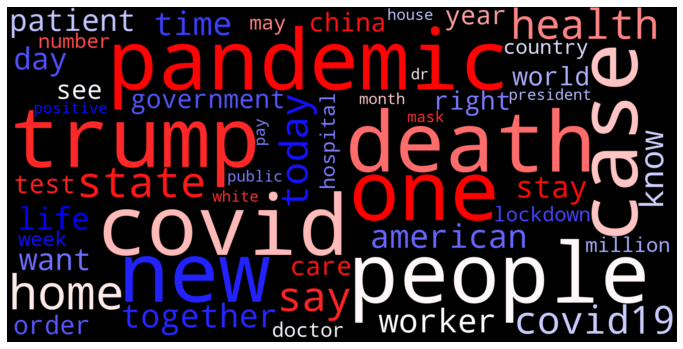 patient
time
may
china
house
year
health
number
pandemic
country
day
dr
case
see
government
month
right
world
president
positive
trump
today
pay
hospital
mask
death
know
test
state
public
white
one
stay
life
covid
lockdown
week
american
million
want
new
care
people
home
say
order
together
doctor
worker
covid19